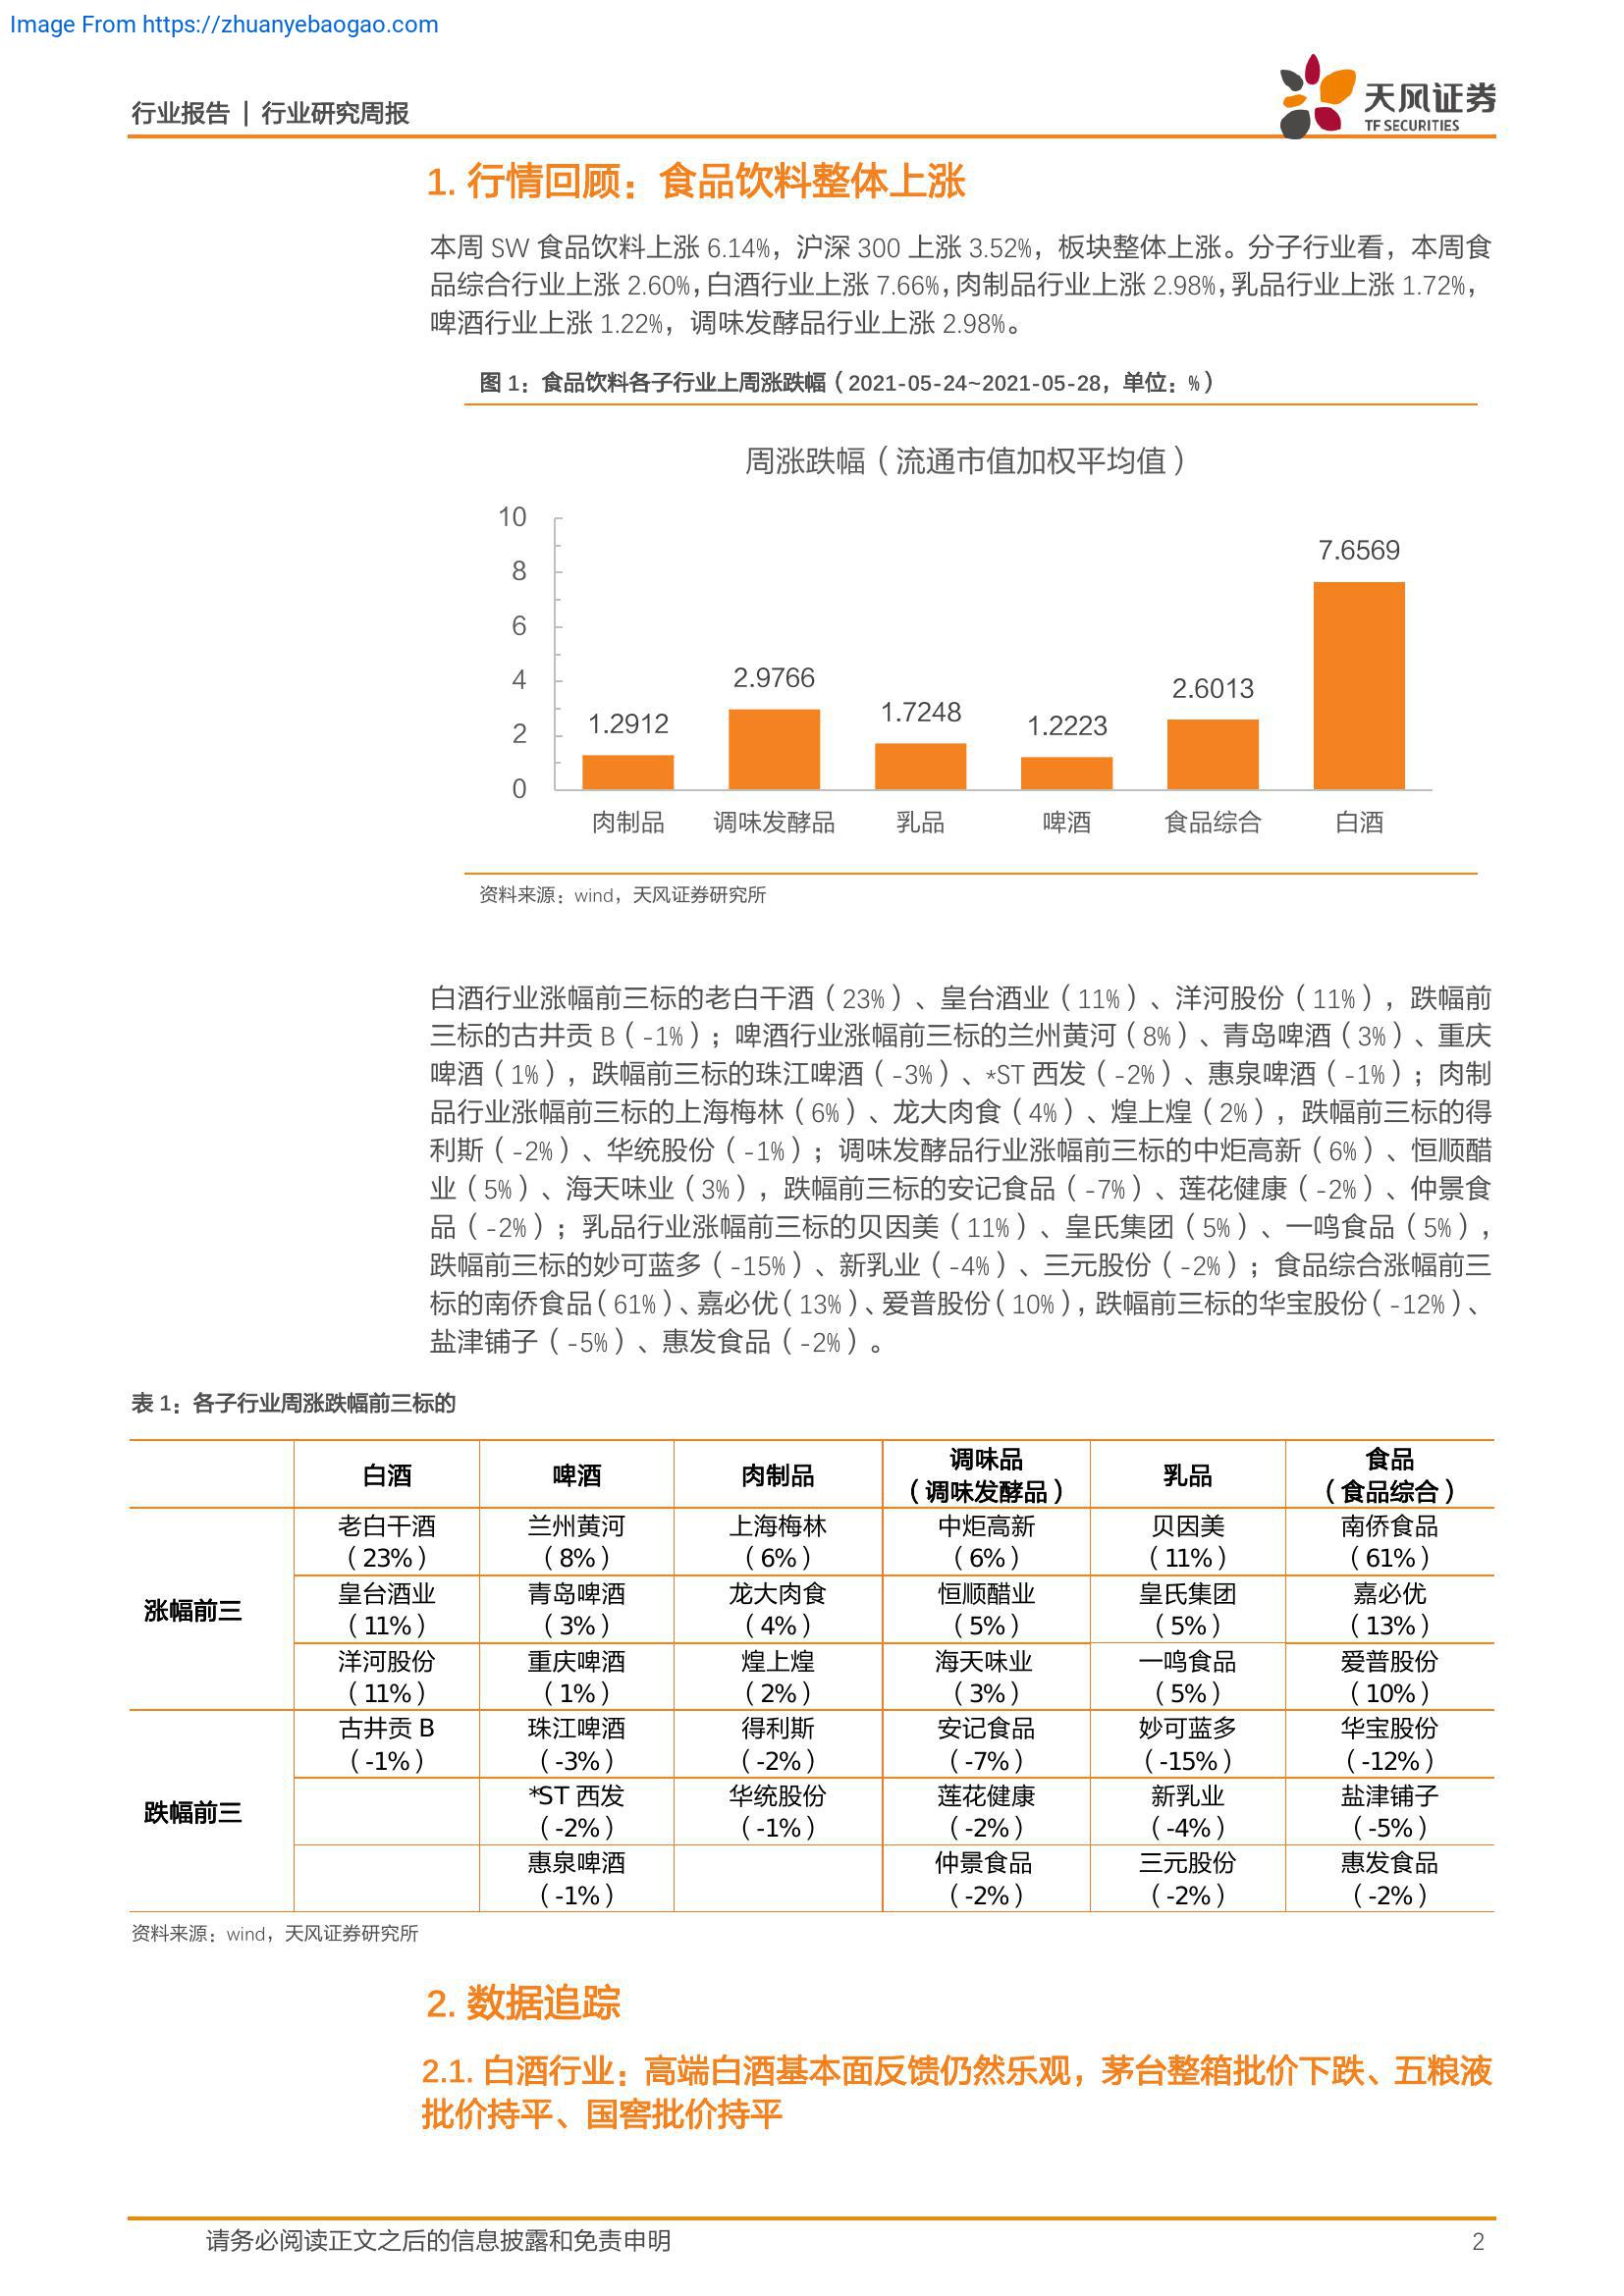 Image From https://zhuanyebaogao.com
行业报告 | 行业研究周报
天风证券
TF SECURITIES
1. 行情回顾：食品饮料整体上涨
本周 SW 食品饮料上涨 6.14%，沪深 300 上涨 3.52%，板块整体上涨。分子行业看，本周食
品综合行业上涨 2.60%，白酒行业上涨 7.66%，肉制品行业上涨 2.98%，乳品行业上涨 1.72%，
啤酒行业上涨 1.22%，调味发酵品行业上涨 2.98%。
图 1：食品饮料各子行业上周涨跌幅（2021-05-24~2021-05-28，单位：%）
周涨跌幅（流通市值加权平均值）
10
8
6
4
2
0
1.2912
2.9766
1.7248
1.2223
2.6013
7.6569
肉制品 调味发酵品 乳品 啤酒 食品综合 白酒
资料来源：wind，天风证券研究所
白酒行业涨幅前三标的老白干酒（23%）、皇台酒业（11%）、洋河股份（11%），跌幅前
三标的古井贡 B（-1%）；啤酒行业涨幅前三标的兰州黄河（8%）、青岛啤酒（3%）、重庆
啤酒（1%），跌幅前三标的珠江啤酒（-3%）、*ST 西发（-2%）、惠泉啤酒（-1%）；肉制
品行业涨幅前三标的上海梅林（6%）、龙大肉食（4%）、煌上煌（2%），跌幅前三标的得
利斯（-2%）、华统股份（-1%）；调味发酵品行业涨幅前三标的中炬高新（6%）、恒顺醋
业（5%）、海天味业（3%），跌幅前三标的安记食品（-7%）、莲花健康（-2%）、仲景食
品（-2%）；乳品行业涨幅前三标的贝因美（11%）、皇氏集团（5%）、一鸣食品（5%），
跌幅前三标的妙可蓝多（-15%）、新乳业（-4%）、三元股份（-2%）；食品综合涨幅前三
标的南侨食品（61%）、嘉必优（13%）、爱普股份（10%），跌幅前三标的华宝股份（-12%）、
盐津铺子（-5%）、惠发食品（-2%）。
表 1：各子行业周涨跌幅前三标的
白酒 啤酒 肉制品 调味品 乳品 食品
（调味发酵品） （食品综合）
涨幅前三
老白干酒 兰州黄河 上海梅林 中炬高新 贝因美 南侨食品
（23%） （8%） （6%） （6%） （11%） （61%）
皇台酒业 青岛啤酒 龙大肉食 恒顺醋业 皇氏集团 嘉必优
（11%） （3%） （4%） （5%） （5%） （13%）
洋河股份 重庆啤酒 煌上煌 海天味业 一鸣食品 爱普股份
（11%） （1%） （2%） （3%） （5%） （10%）
跌幅前三
古井贡 B 珠江啤酒 得利斯 安记食品 妙可蓝多 华宝股份
（-1%） （-3%） （-2%） （-7%） （-15%） （-12%）
*ST 西发 华统股份 莲花健康 新乳业 盐津铺子
（-2%） （-1%） （-2%） （-4%） （-5%）
惠泉啤酒 仲景食品 三元股份 惠发食品
（-1%） （-2%） （-2%） （-2%）
资料来源：wind，天风证券研究所
2. 数据追踪
2.1. 白酒行业：高端白酒基本面反馈仍然乐观，茅台整箱批价下跌、五粮液
批价持平、国窖批价持平
请务必阅读正文之后的信息披露和免责申明
2